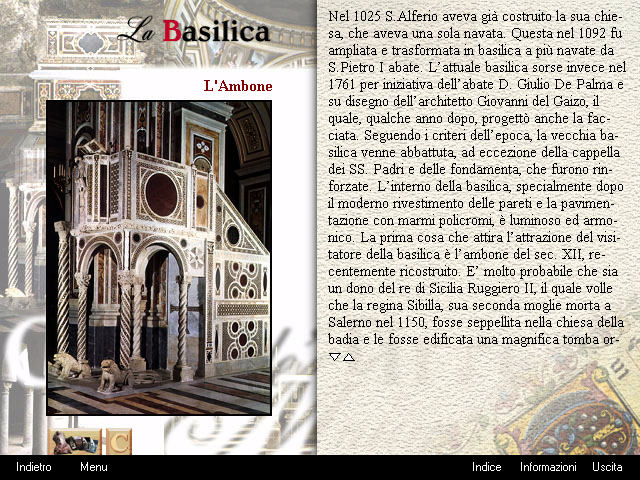 La Basilica
L'Ambone
Nel 1025 S.Alferio aveva già costruito la sua chie-
sa, che aveva una sola navata. Questa nel 1092 fu
ampliata e trasformata in basilica a più navate da
S.Pietro I abate. L'attuale basilica sorse invece nel
1761 per iniziativa dell'abate D. Giulio De Palma e
su disegno dell'architetto Giovanni del Gaizo, il
quale, qualche anno dopo, progettò anche la fac-
ciata. Seguendo i criteri dell'epoca, la vecchia ba-
silica venne abbattuta, ad eccezione della cappella
dei SS. Padri e delle fondamenta, che furono rin-
forzate. L'interno della basilica, specialmente dopo
il moderno rivestimento delle pareti e la pavimen-
tazione con marmi policromi, è luminoso ed armo-
nico. La prima cosa che attira l'attrazione del visi-
tatore della basilica è l'ambone del sec. XII, re-
centemente ricostruito. E' molto probabile che sia
un dono del re di Sicilia Ruggiero II, il quale volle
che la regina Sibilla, sua seconda moglie morta a
Salerno nel 1150, fosse seppellita nella chiesa della
badia e le fosse edificata una magnifica tomba or-
C
Indietro Menu Indice Informazioni Uscita